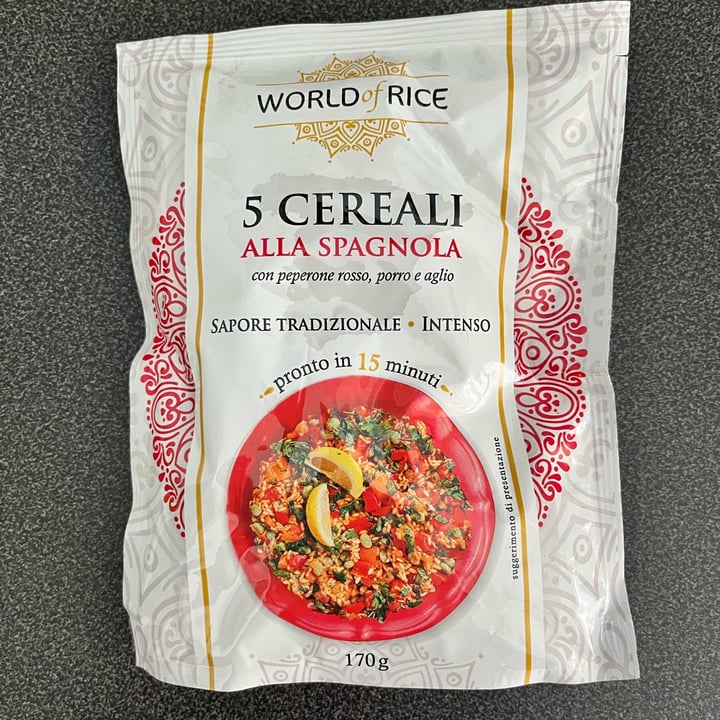 WORLD of RICE
5 CEREALI
ALLA SPAGNOLA
con peperone rosso, porro e aglio
SAPORE TRADIZIONALE • INTENSO
pronto in 15 minuti
suggerimento di presentazione
170 g